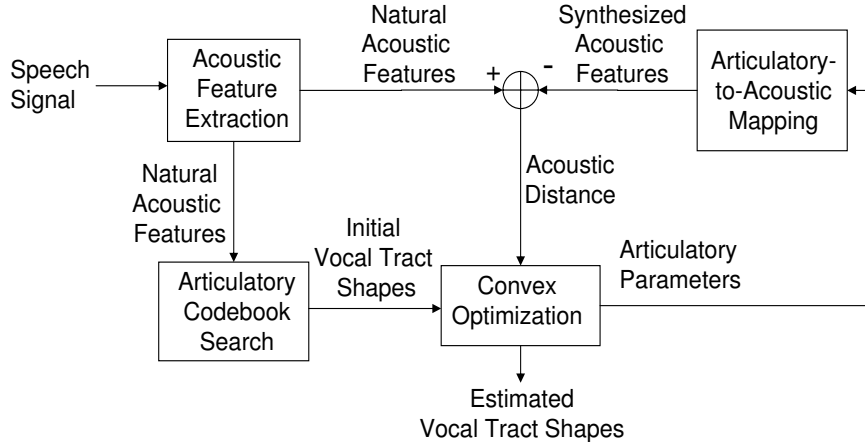 Speech
Signal
Acoustic
Feature
Extraction
Natural
Acoustic
Features
+
-
Synthesized
Acoustic
Features
Articulatory-
to-Acoustic
Mapping
Natural
Acoustic
Features
Acoustic
Distance
Articulatory
Codebook
Search
Initial
Vocal Tract
Shapes
Convex
Optimization
Articulatory
Parameters
Estimated
Vocal Tract Shapes